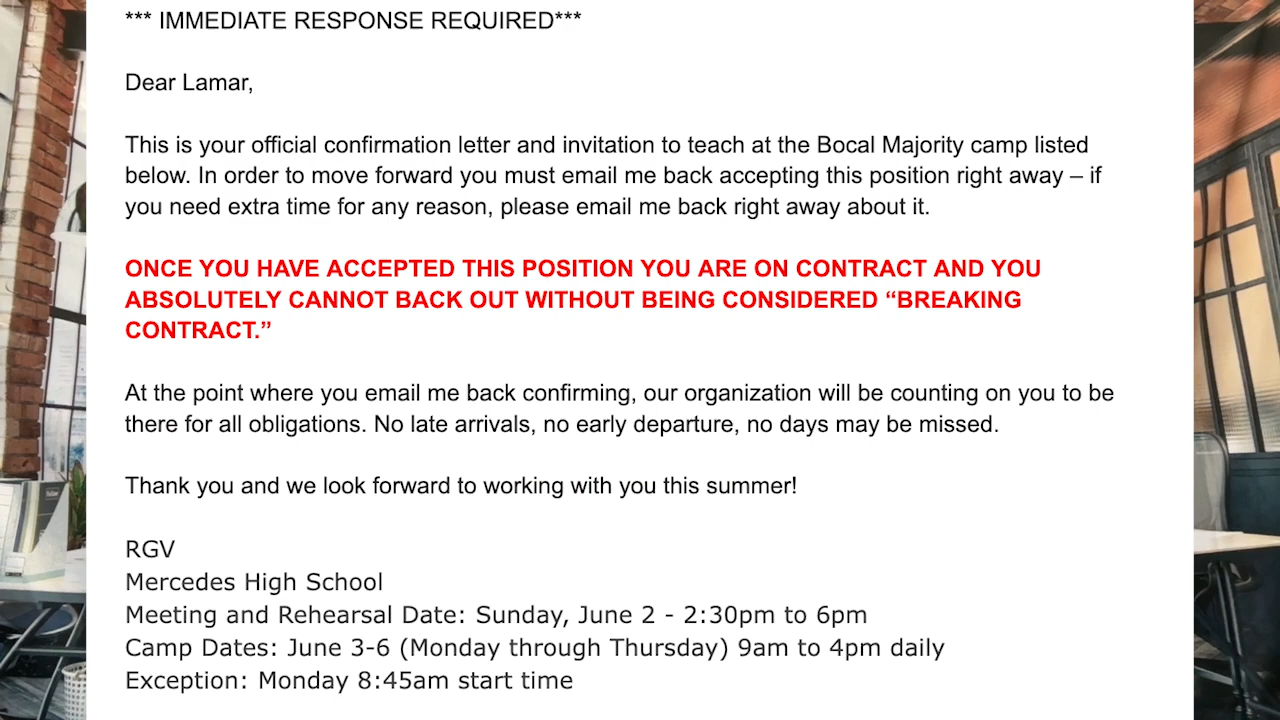 *** IMMEDIATE RESPONSE REQUIRED***
Dear Lamar,
This is your official confirmation letter and invitation to teach at the Bocal Majority camp listed
below. In order to move forward you must email me back accepting this position right away – if
you need extra time for any reason, please email me back right away about it.
ONCE YOU HAVE ACCEPTED THIS POSITION YOU ARE ON CONTRACT AND YOU
ABSOLUTELY CANNOT BACK OUT WITHOUT BEING CONSIDERED “BREAKING
CONTRACT.”
At the point where you email me back confirming, our organization will be counting on you to be
there for all obligations. No late arrivals, no early departure, no days may be missed.
Thank you and we look forward to working with you this summer!
RGV
Mercedes High School
Meeting and Rehearsal Date: Sunday, June 2 - 2:30pm to 6pm
Camp Dates: June 3-6 (Monday through Thursday) 9am to 4pm daily
Exception: Monday 8:45am start time